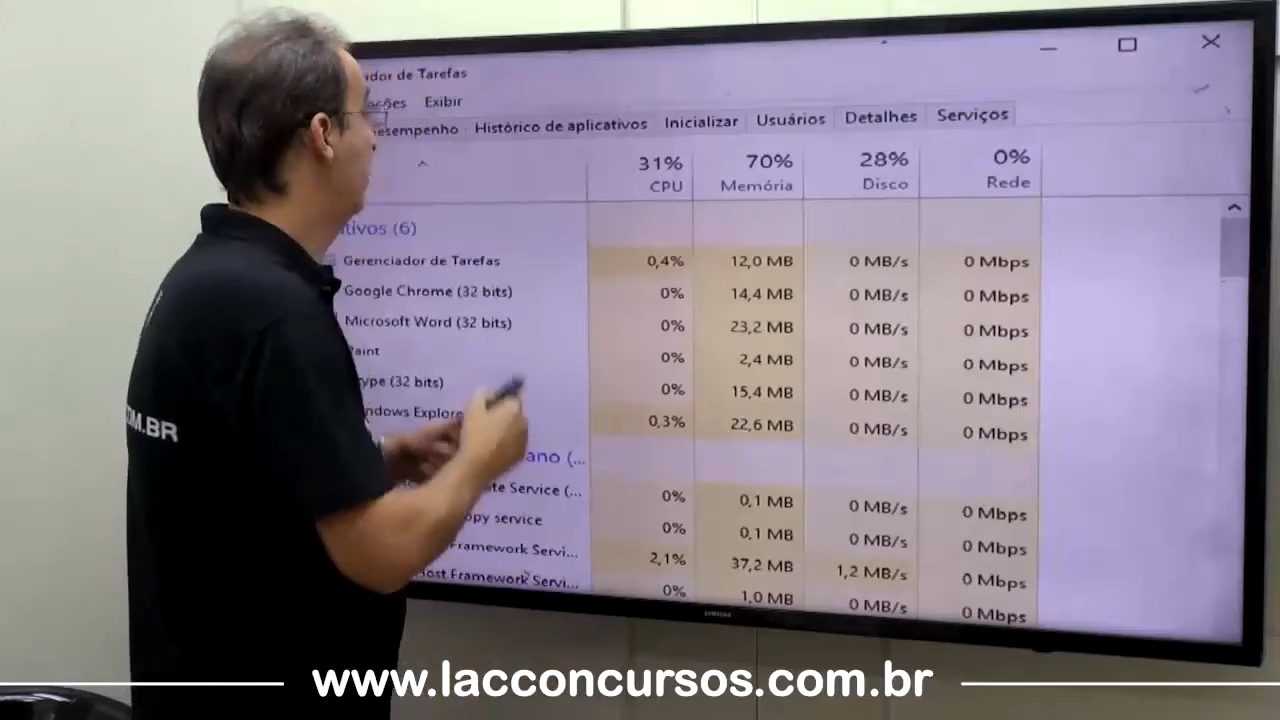 ador de Tarefas
ações Exibir
esempenho Histórico de aplicativos Inicializar Usuários Detalhes Serviços
31% 70% 28% 0%
CPU Memória Disco Rede
tivos (6)
Gerenciador de Tarefas 0,4% 12,0 MB 0 MB/s 0 Mbps
Google Chrome (32 bits) 0% 14,4 MB 0 MB/s 0 Mbps
Microsoft Word (32 bits) 0% 23,2 MB 0 MB/s 0 Mbps
Paint 0% 2,4 MB 0 MB/s 0 Mbps
ype (32 bits) 0% 15,4 MB 0 MB/s 0 Mbps
ndows Explore 0,3% 22,6 MB 0 MB/s 0 Mbps
ano (...
te Service (... 0% 0,1 MB 0 MB/s 0 Mbps
opy service 0% 0,1 MB 0 MB/s 0 Mbps
Framework Servi... 2,1% 37,2 MB 1,2 MB/s 0 Mbps
Host Framework Servi... 0% 1,0 MB 0 MB/s 0 Mbps
OM.BR
SAMSUNG
www.lacconcursos.com.br